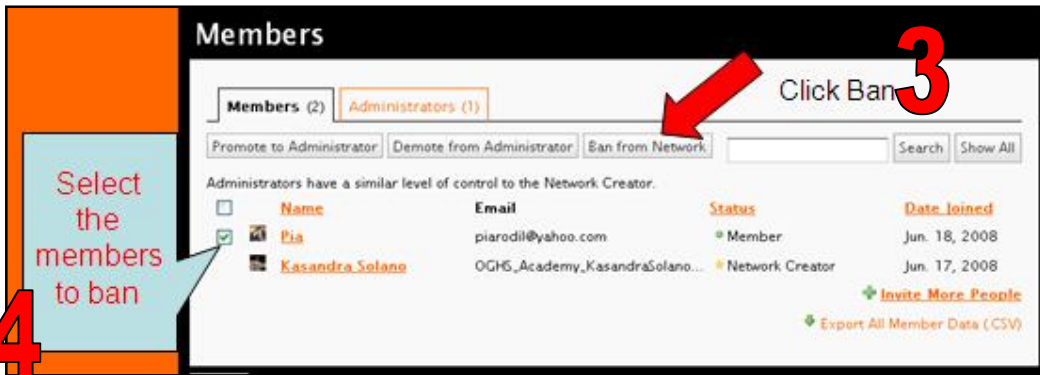 Members
3
Click Ban
Members (2) Administrators (1)
Promote to Administrator Demote from Administrator Ban from Network Search Show All
Administrators have a similar level of control to the Network Creator.
Name Email Status Date Joined
Pia piarodil@yahoo.com Member Jun. 18, 2008
Kasandra Solano OGHS_Academy_KasandraSolano... Network Creator Jun. 17, 2008
Invite More People
Export All Member Data (.CSV)
Select
the
members
to ban
4